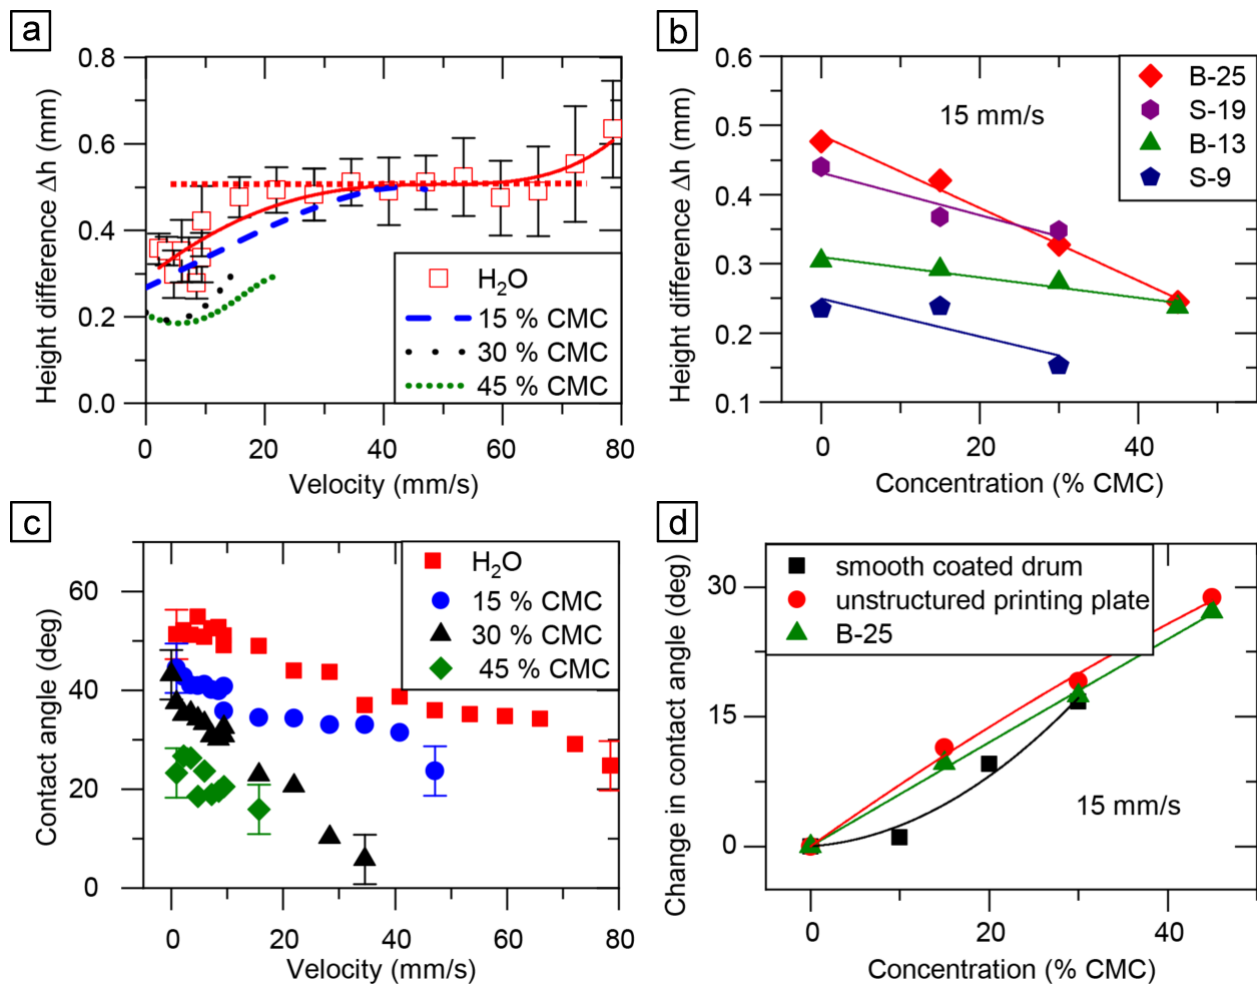 a
0.8
0.6
0.4
0.2
0.0
Height difference Δh (mm)
H₂O
15 % CMC
30 % CMC
45 % CMC
0 20 40 60 80
Velocity (mm/s)
b
0.6
0.5
0.4
0.3
0.2
0.1
Height difference Δh (mm)
15 mm/s
B-25
S-19
B-13
S-9
0 20 40
Concentration (% CMC)
c
60
40
20
0
Contact angle (deg)
H₂O
15 % CMC
30 % CMC
45 % CMC
0 20 40 60 80
Velocity (mm/s)
d
30
15
0
Change in contact angle (deg)
smooth coated drum
unstructured printing plate
B-25
15 mm/s
0 20 40
Concentration (% CMC)